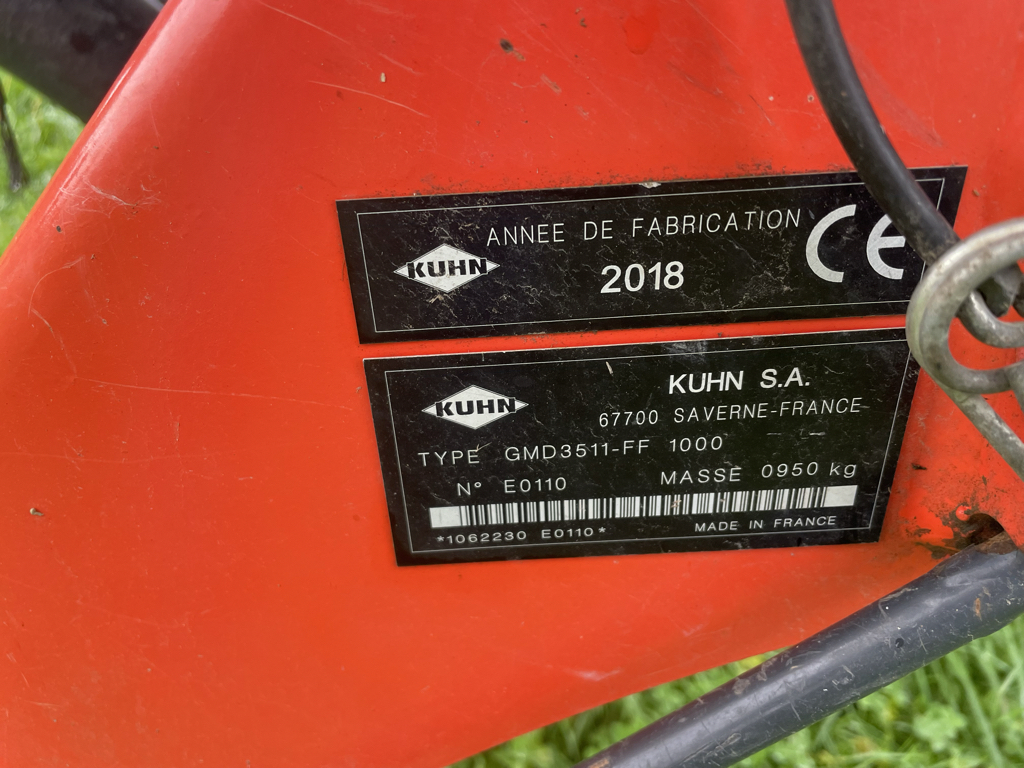 KUHN
ANNEE DE FABRICATION
2018
CE
KUHN
KUHN S.A.
67700 SAVERNE-FRANCE
TYPE GMD3511-FF 1000
N° E0110 MASSE 0950 kg
*1062230 E0110*
MADE IN FRANCE